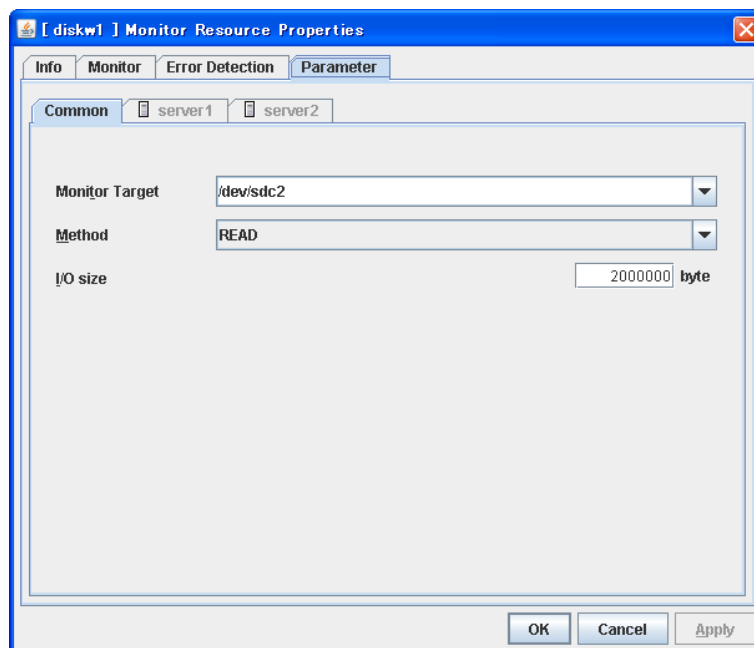 [ diskw1 ] Monitor Resource Properties
Info Monitor Error Detection Parameter
Common server1 server2
Monitor Target /dev/sdc2
Method READ
I/O size 2000000 byte
OK Cancel Apply